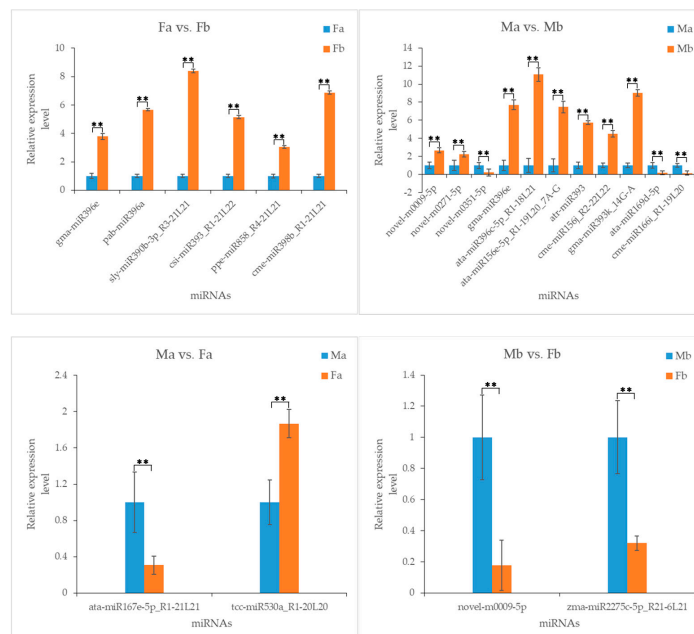 Fa vs. Fb
Fa
Fb
Relative expression
level
10
8
6
4
2
0
**
**
**
**
**
**
gma-miR396e
pab-miR396a
sly-miR390b-3p_R3-21L21
csi-miR393_R1-21L22
ppe-miR858_R4-21L21
cme-miR398b_R1-21L21
miRNAs
Ma vs. Mb
Ma
Mb
Relative expression
level
14
12
10
8
6
4
2
0
**
**
**
**
**
**
**
**
**
**
**
novel-m0009-5p
novel-m0271-5p
novel-m0351-5p
gma-miR396e
ata-miR396c-5p_R1-18L21
ata-miR156e-5p_R1-19L20_7A-G
atr-miR393
cme-miR156j_R2-22L22
gma-miR393k_14G-A
ata-miR169d-5p
cme-miR166i_R1-19L20
miRNAs
Ma vs. Fa
Ma
Fa
Relative expression
level
2.4
2
1.6
1.2
0.8
0.4
0
**
**
ata-miR167e-5p_R1-21L21
tcc-miR530a_R1-20L20
miRNAs
Mb vs. Fb
Mb
Fb
Relative expression
level
1.4
1.2
1
0.8
0.6
0.4
0.2
0
**
**
novel-m0009-5p
zma-miR2275c-5p_R21-6L21
miRNAs